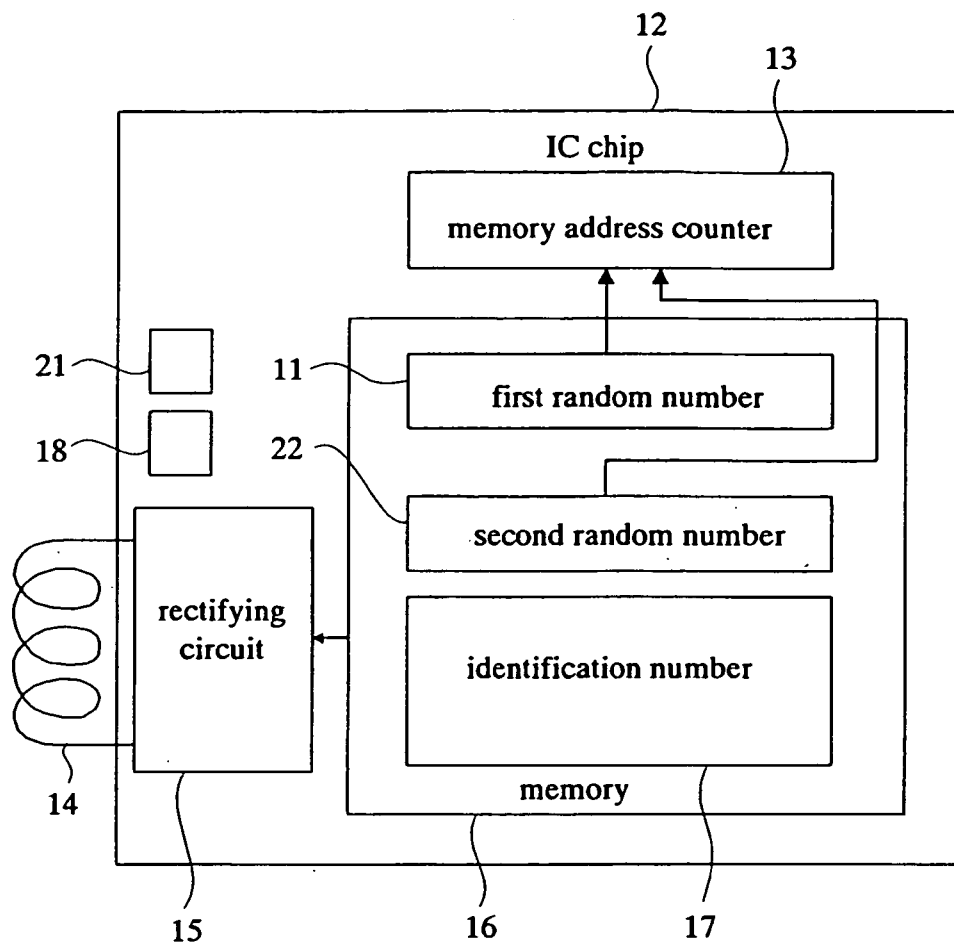 12
13
IC chip
memory address counter
21
11
first random number
18
22
second random number
rectifying
circuit
identification number
14
memory
15
16
17